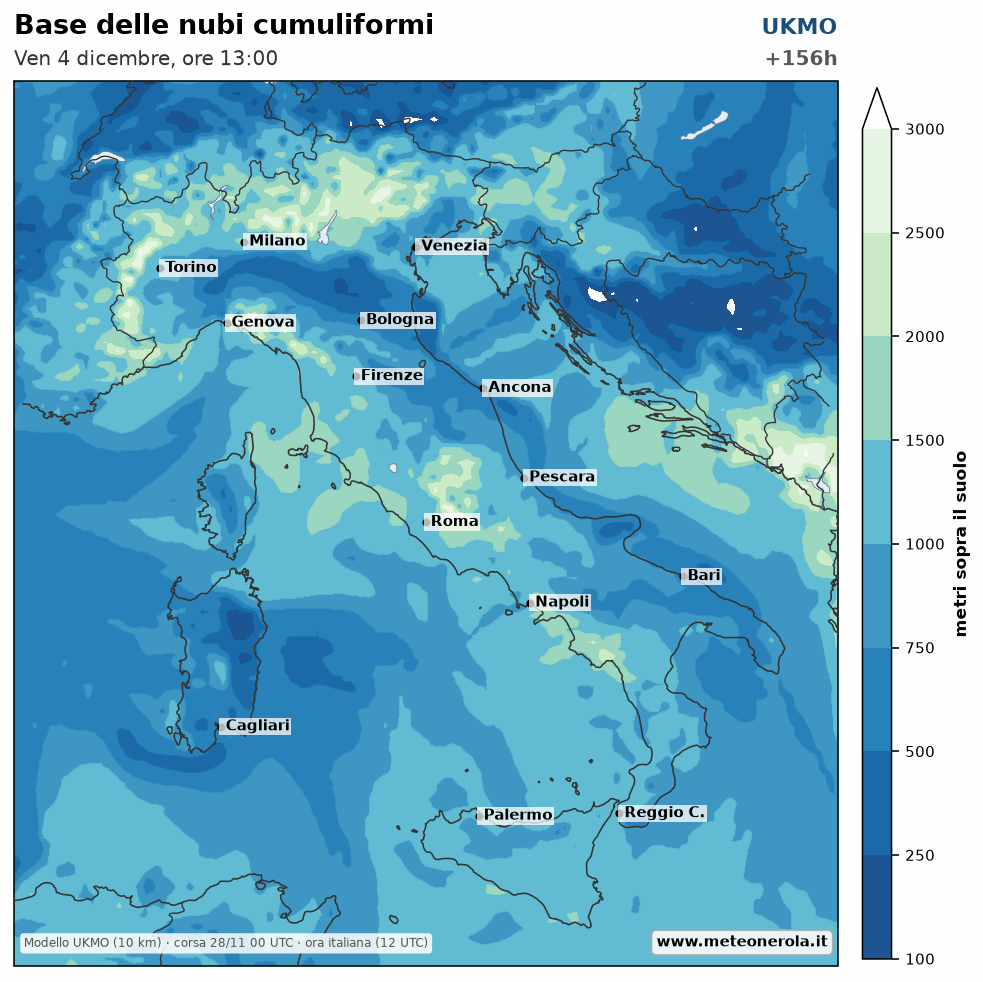 Base delle nubi cumuliformi
UKMO
Ven 4 dicembre, ore 13:00
+156h
3000
2500
2000
1500
1000
750
500
250
100
metri sopra il suolo
Milano
Venezia
Torino
Genova
Bologna
Firenze
Ancona
Pescara
Roma
Bari
Napoli
Cagliari
Palermo
Reggio C.
Modello UKMO (10 km) · corsa 28/11 00 UTC · ora italiana (12 UTC)
www.meteonerola.it